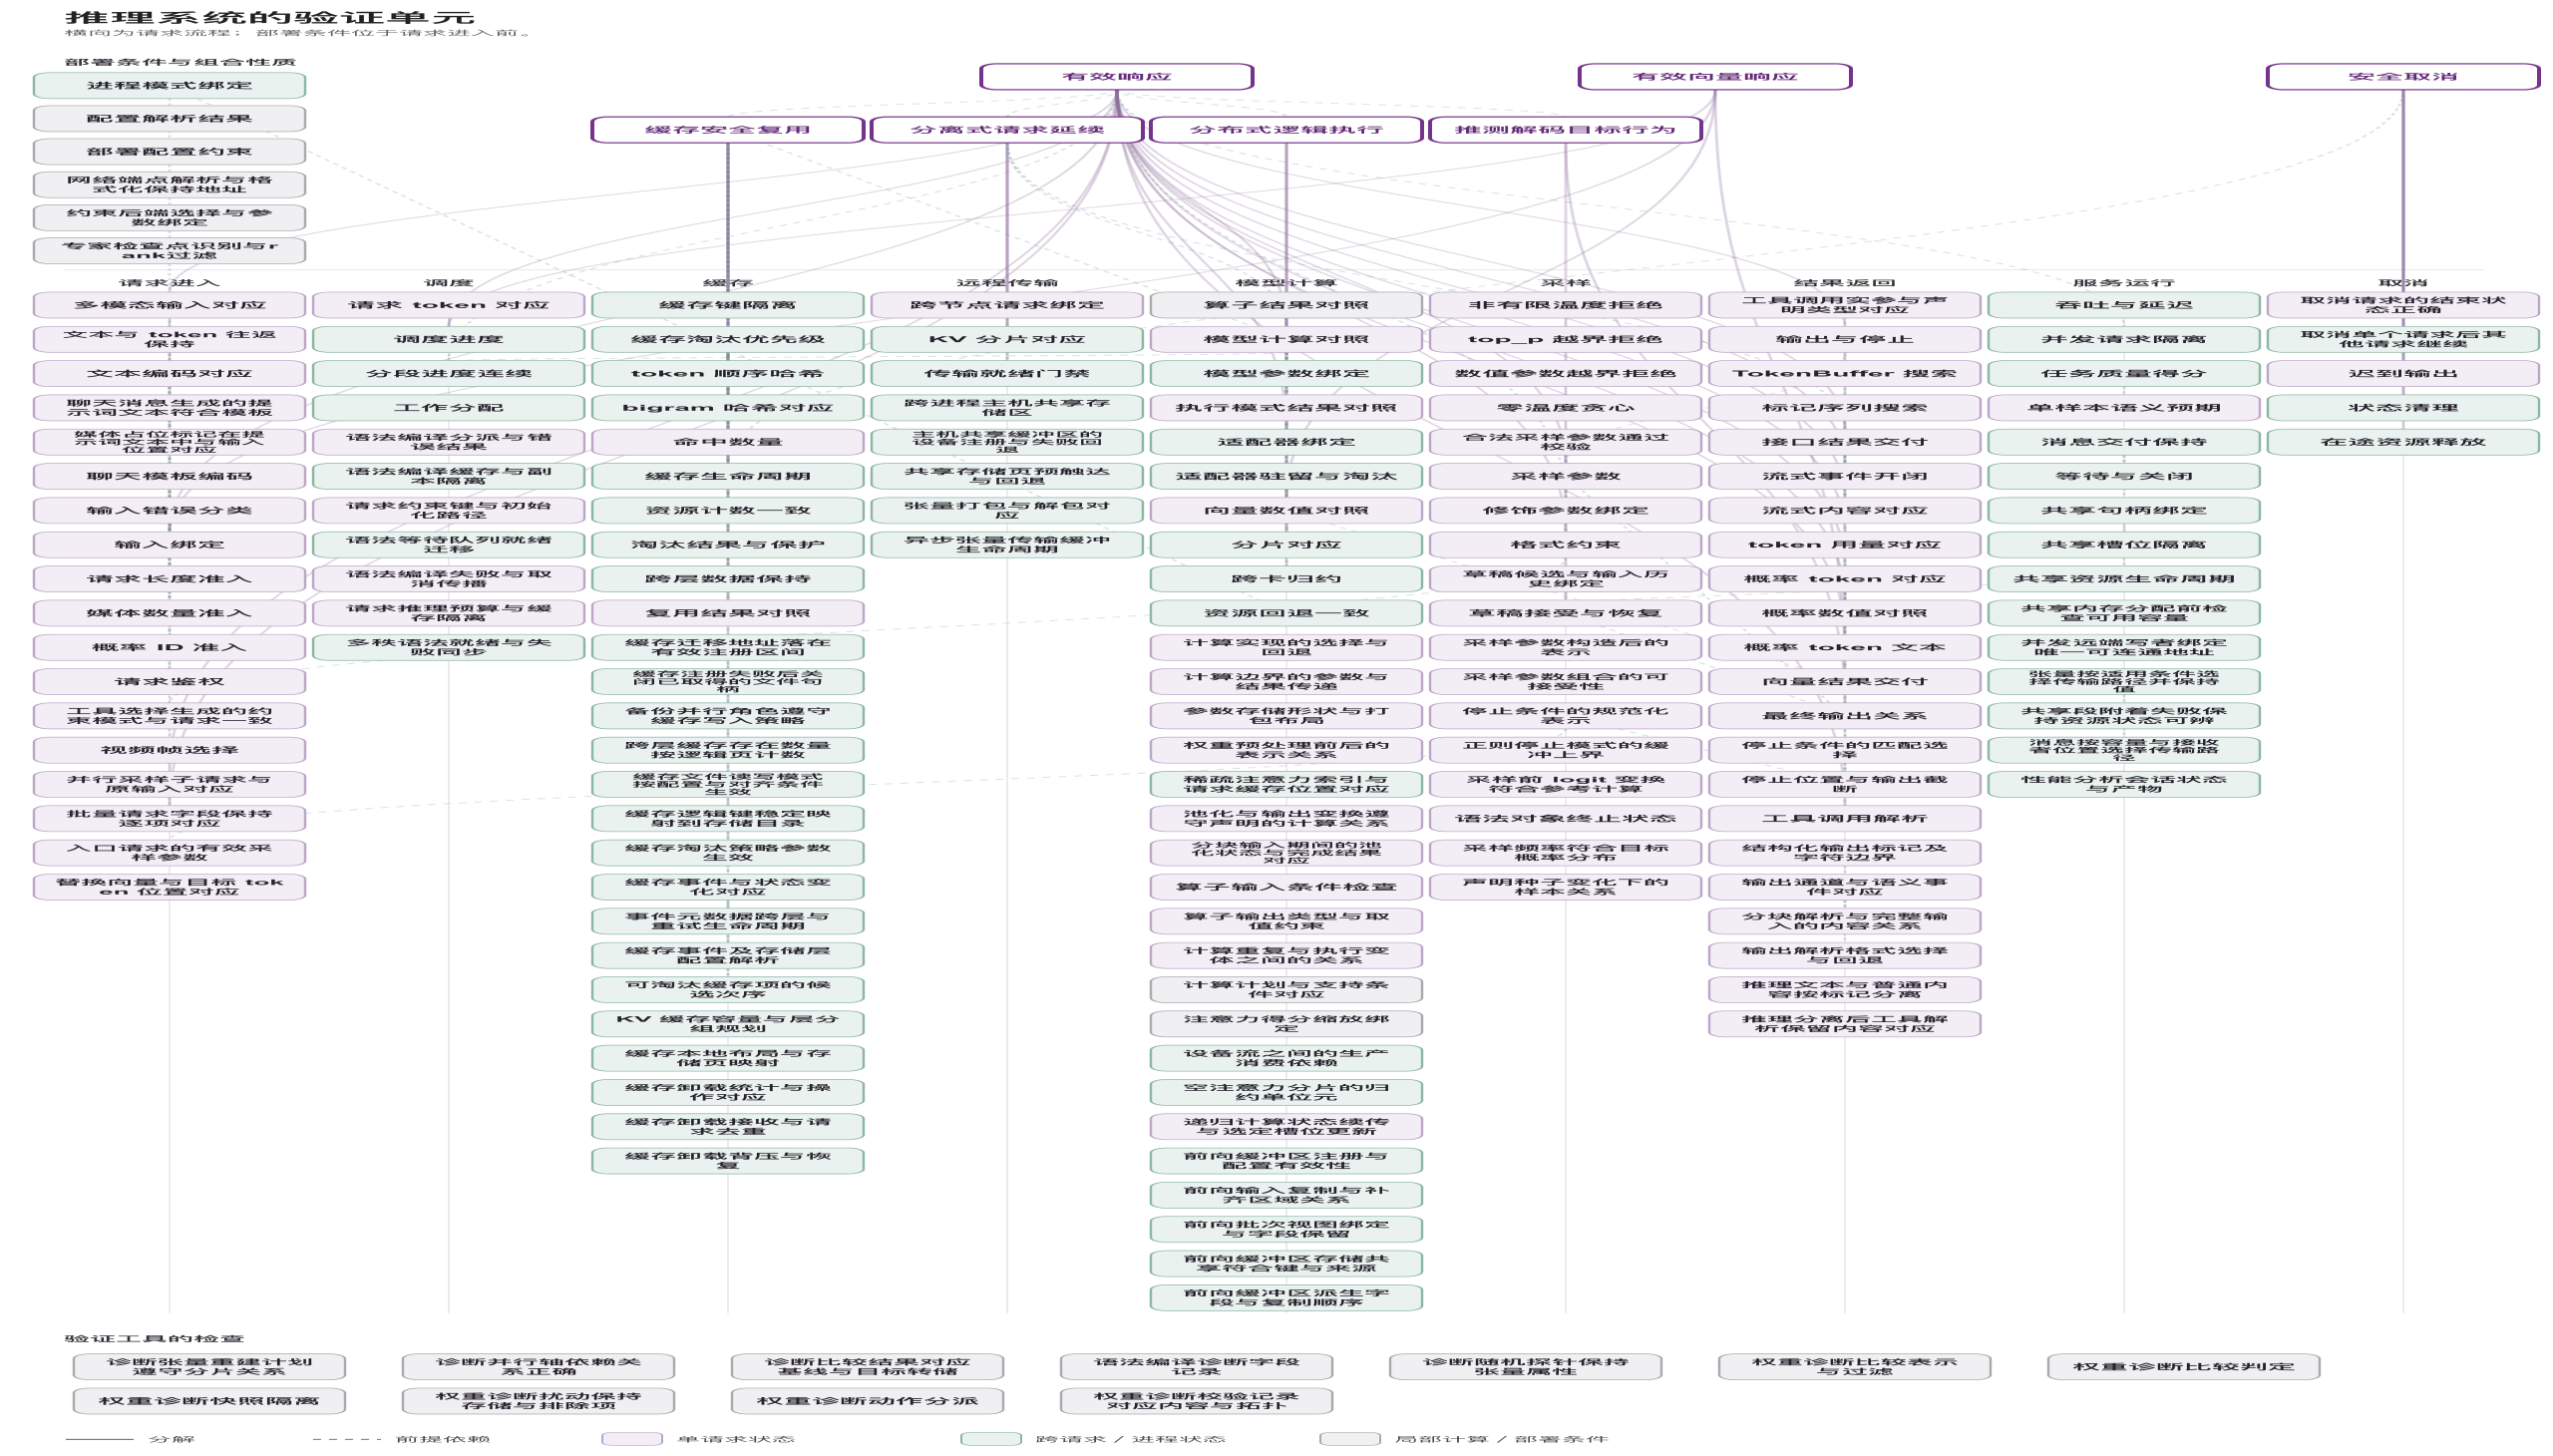 推理系统的验证单元
横向为请求流程；部署条件位于请求进入前。
部署条件与组合性质
进程模式绑定
配置解析结果
部署配置约束
网络端点解析与格
式化保持地址
约束后端选择与参
数绑定
专家检查点识别与r
ank过滤
有效响应
有效向量响应
安全取消
缓存安全复用
分离式请求延续
分布式逻辑执行
推测解码目标行为
请求进入
多模态输入对应
文本与 token 往返
保持
文本编码对应
聊天消息生成的提
示词文本符合模板
媒体占位标记在提
示词文本中与输入
位置对应
聊天模板编码
输入错误分类
输入绑定
请求长度准入
媒体数量准入
概率 ID 准入
请求鉴权
工具选择生成的约
束模式与请求一致
视频帧选择
并行采样子请求与
原输入对应
批量请求字段保持
逐项对应
入口请求的有效采
样参数
替换向量与目标 tok
en 位置对应
调度
请求 token 对应
调度进度
分段进度连续
工作分配
语法编译分派与错
误结果
语法编译缓存与副
本隔离
请求约束键与初始
化路径
语法等待队列就绪
迁移
语法编译失败与取
消传播
请求推理预算与缓
存隔离
多秩语法就绪与失
败同步
缓存
缓存键隔离
缓存淘汰优先级
token 顺序哈希
bigram 哈希对应
命中数量
缓存生命周期
资源计数一致
淘汰结果与保护
跨层数据保持
复用结果对照
缓存迁移地址落在
有效注册区间
缓存注册失败后关
闭已取得的文件句
柄
备份并行角色遵守
缓存写入策略
跨层缓存存在数量
按逻辑页计数
缓存文件读写模式
按配置与对齐条件
生效
缓存逻辑键稳定映
射到存储目录
缓存淘汰策略参数
生效
缓存事件与状态变
化对应
事件元数据跨层与
重试生命周期
缓存事件及存储层
配置解析
可淘汰缓存项的候
选次序
KV 缓存容量与层分
组规划
缓存本地布局与存
储页映射
缓存卸载统计与操
作对应
缓存卸载接收与请
求去重
缓存卸载背压与恢
复
远程传输
跨节点请求绑定
KV 分片对应
传输就绪门禁
跨进程主机共享存
储区
主机共享缓冲区的
设备注册与失败回
退
共享存储页预触达
与回退
张量打包与解包对
应
异步张量传输缓冲
生命周期
模型计算
算子结果对照
模型计算对照
模型参数绑定
执行模式结果对照
适配器绑定
适配器驻留与淘汰
向量数值对照
分片对应
跨卡归约
资源回退一致
计算实现的选择与
回退
计算边界的参数与
结果传递
参数存储形状与打
包布局
权重预处理前后的
表示关系
稀疏注意力索引与
请求缓存位置对应
池化与输出变换遵
守声明的计算关系
分块输入期间的池
化状态与完成结果
对应
算子输入条件检查
算子输出类型与取
值约束
计算重复与执行变
体之间的关系
计算计划与支持条
件对应
注意力得分缩放绑
定
设备流之间的生产
消费依赖
空注意力分片的归
约单位元
递归计算状态续传
与选定槽位更新
前向缓冲区注册与
配置有效性
前向输入复制与补
齐区域关系
前向批次视图绑定
与字段保留
前向缓冲区存储共
享符合键与来源
前向缓冲区派生字
段与复制顺序
采样
非有限温度拒绝
top_p 越界拒绝
数值参数越界拒绝
零温度贪心
合法采样参数通过
校验
采样参数
修饰参数绑定
格式约束
草稿候选与输入历
史绑定
草稿接受与恢复
采样参数构造后的
表示
采样参数组合的可
接受性
停止条件的规范化
表示
正则停止模式的缓
冲上界
采样前 logit 变换
符合参考计算
语法对象终止状态
采样频率符合目标
概率分布
声明种子变化下的
样本关系
结果返回
工具调用实参与声
明类型对应
输出与停止
TokenBuffer 搜索
标记序列搜索
接口结果交付
流式事件开闭
流式内容对应
token 用量对应
概率 token 对应
概率数值对照
概率 token 文本
向量结果交付
最终输出关系
停止条件的匹配选
择
停止位置与输出截
断
工具调用解析
结构化输出标记及
字符边界
输出通道与语义事
件对应
分块解析与完整输
入的内容关系
输出解析格式选择
与回退
推理文本与普通内
容按标记分离
推理分离后工具解
析保留内容对应
服务运行
吞吐与延迟
并发请求隔离
任务质量得分
单样本语义预期
消息交付保持
等待与关闭
共享句柄绑定
共享槽位隔离
共享资源生命周期
共享内存分配前检
查可用容量
并发远端写者绑定
唯一可连通地址
张量按适用条件选
择传输路径并保持
值
共享段附着失败保
持资源状态可辨
消息按容量与接收
者位置选择传输路
径
性能分析会话状态
与产物
取消
取消请求的结束状
态正确
取消单个请求后其
他请求继续
迟到输出
状态清理
在途资源释放
验证工具的检查
诊断张量重建计划
遵守分片关系
诊断并行轴依赖关
系正确
诊断比较结果对应
基线与目标转储
语法编译诊断字段
记录
诊断随机探针保持
张量属性
权重诊断比较表示
与过滤
权重诊断比较判定
权重诊断快照隔离
权重诊断扰动保持
存储与排除项
权重诊断动作分派
权重诊断校验记录
对应内容与拓扑
分解
前提依赖
单请求状态
跨请求 / 进程状态
局部计算 / 部署条件